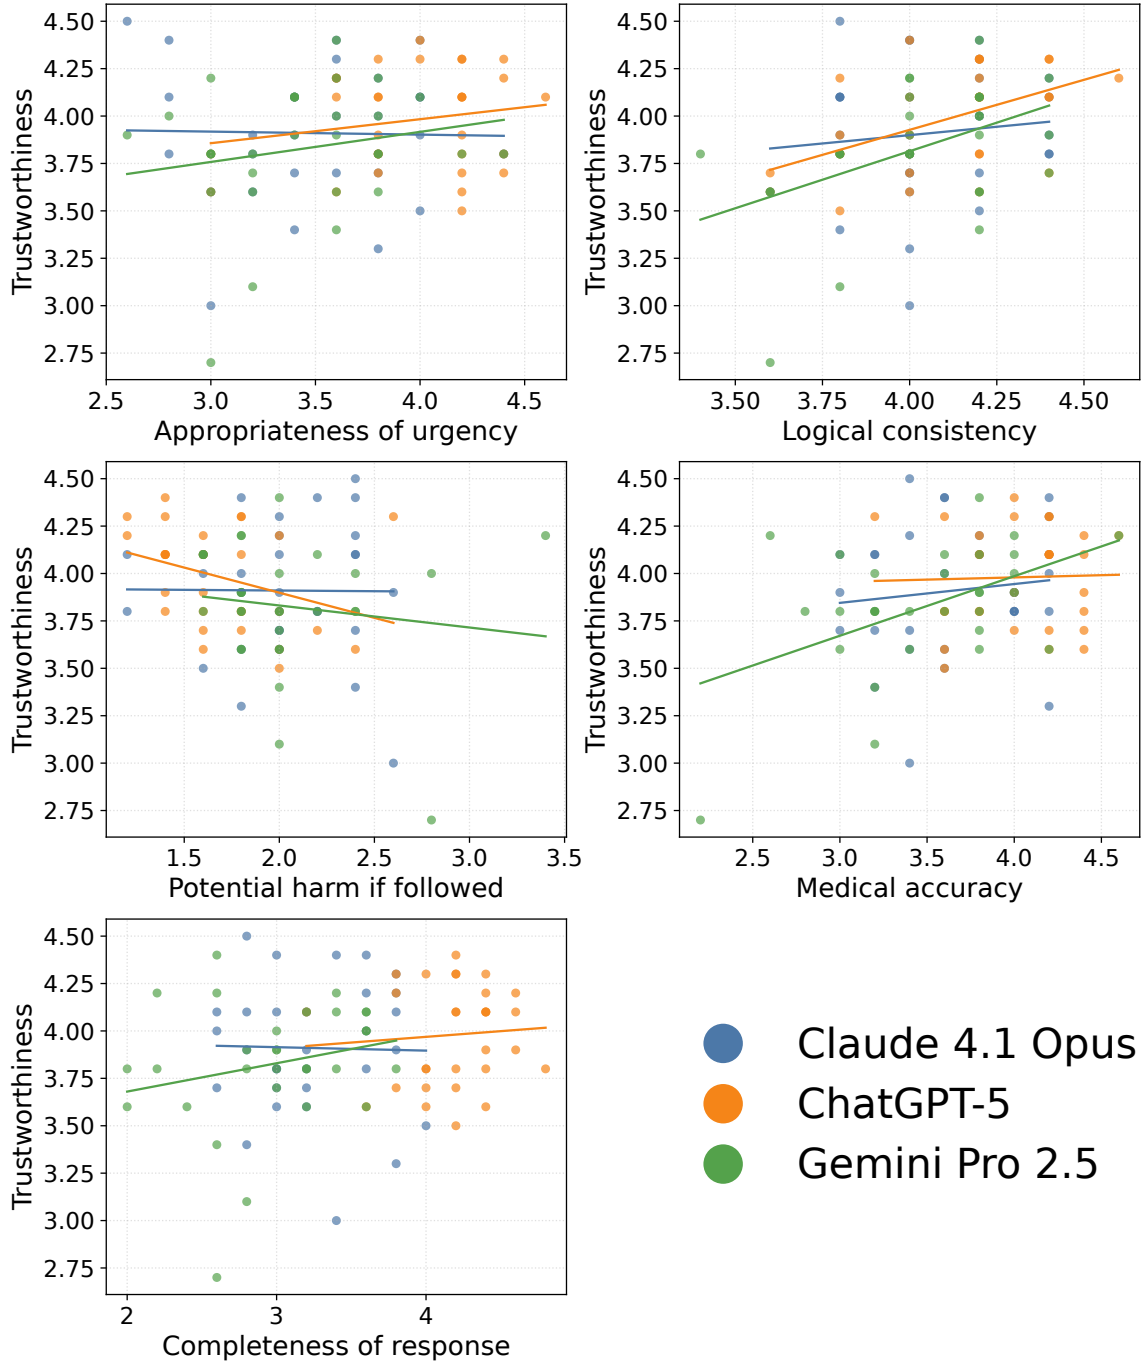 4.50
4.25
4.00
3.75
3.50
3.25
3.00
2.75
Trustworthiness
2.5 3.0 3.5 4.0 4.5
Appropriateness of urgency
4.50
4.25
4.00
3.75
3.50
3.25
3.00
2.75
Trustworthiness
3.50 3.75 4.00 4.25 4.50
Logical consistency
4.50
4.25
4.00
3.75
3.50
3.25
3.00
2.75
Trustworthiness
1.5 2.0 2.5 3.0 3.5
Potential harm if followed
4.50
4.25
4.00
3.75
3.50
3.25
3.00
2.75
Trustworthiness
2.5 3.0 3.5 4.0 4.5
Medical accuracy
4.50
4.25
4.00
3.75
3.50
3.25
3.00
2.75
Trustworthiness
2 3 4
Completeness of response
Claude 4.1 Opus
ChatGPT-5
Gemini Pro 2.5